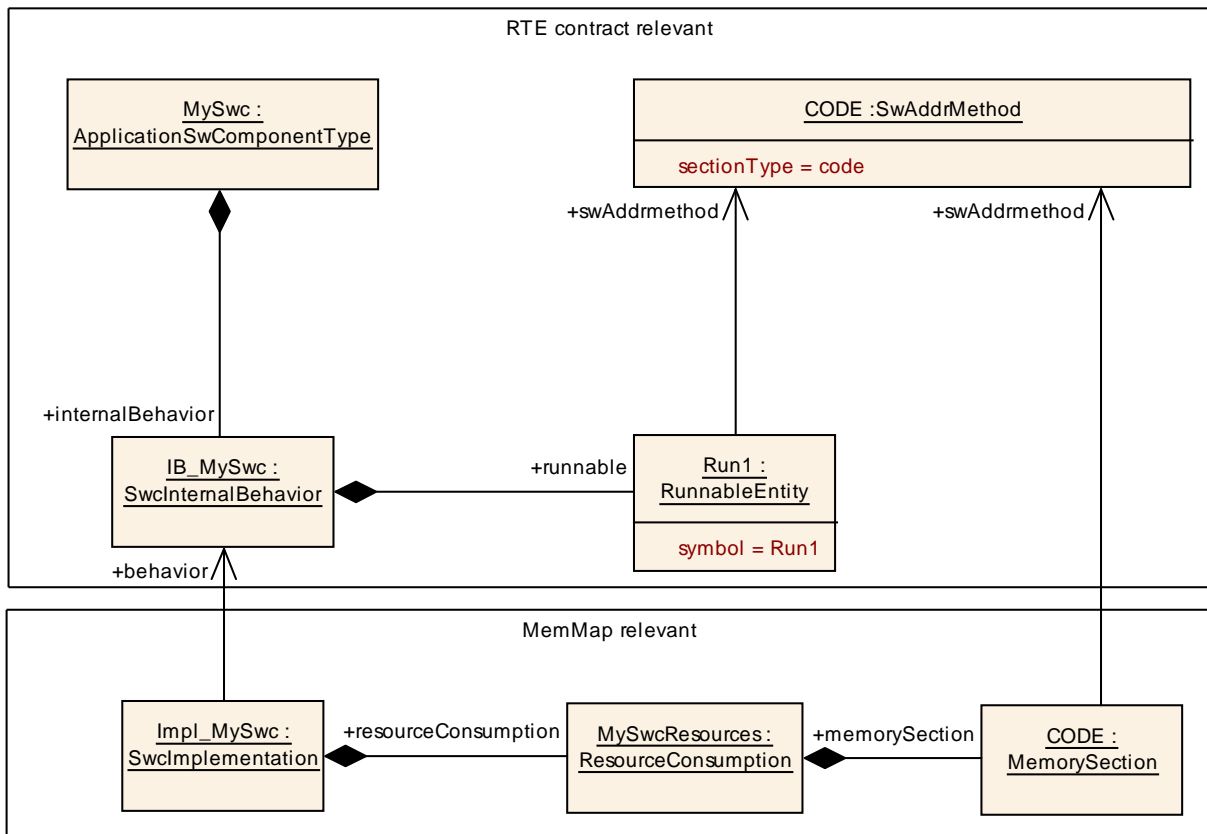 RTE contract relevant
MySwc :
ApplicationSwComponentType
CODE :SwAddrMethod
sectionType = code
+swAddrmethod
+swAddrmethod
+internalBehavior
IB_MySwc :
SwcInternalBehavior
+runnable
Run1 :
RunnableEntity
symbol = Run1
+behavior
MemMap relevant
Impl_MySwc :
SwcImplementation
+resourceConsumption
MySwcResources :
ResourceConsumption
+memorySection
CODE :
MemorySection